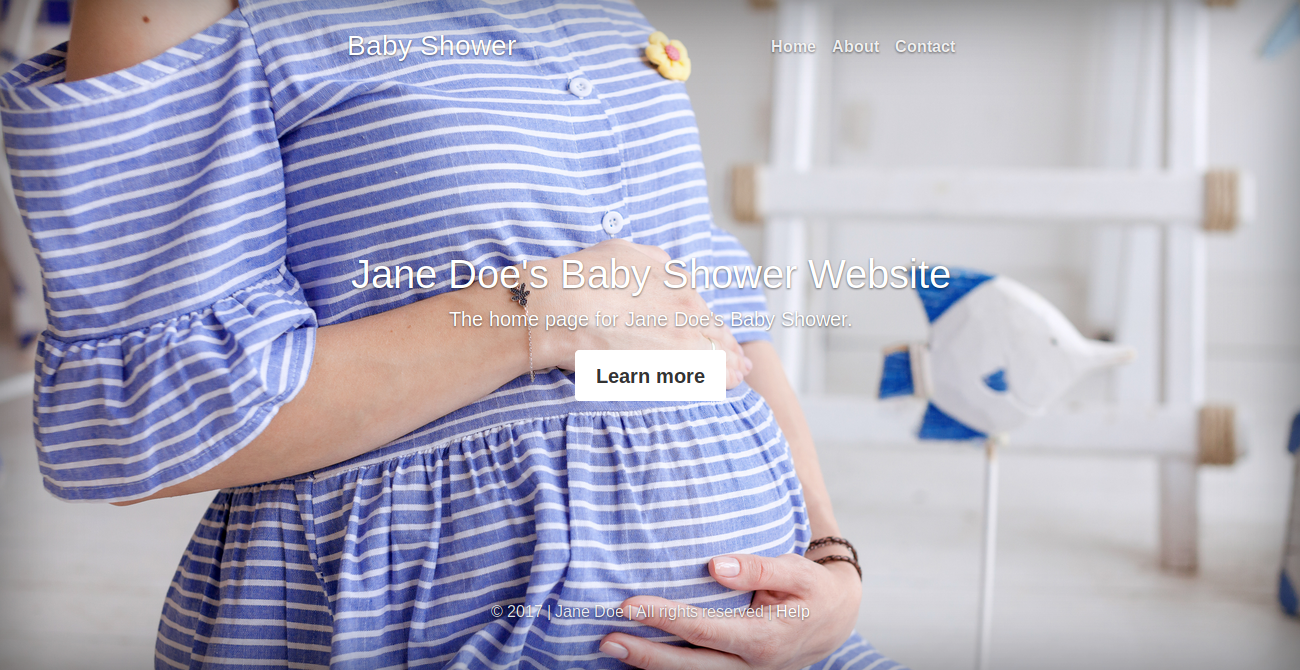 Baby Shower
Home About Contact
Jane Doe's Baby Shower Website
The home page for Jane Doe's Baby Shower.
Learn more
© 2017 | Jane Doe | All rights reserved | Help